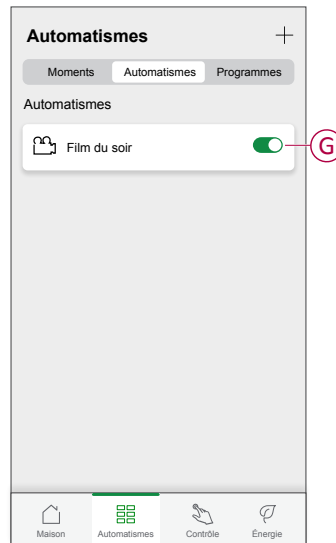 Automatismes
Moments Automatismes Programmes
Automatismes
Film du soir
G
Maison Automatismes Contrôle Énergie